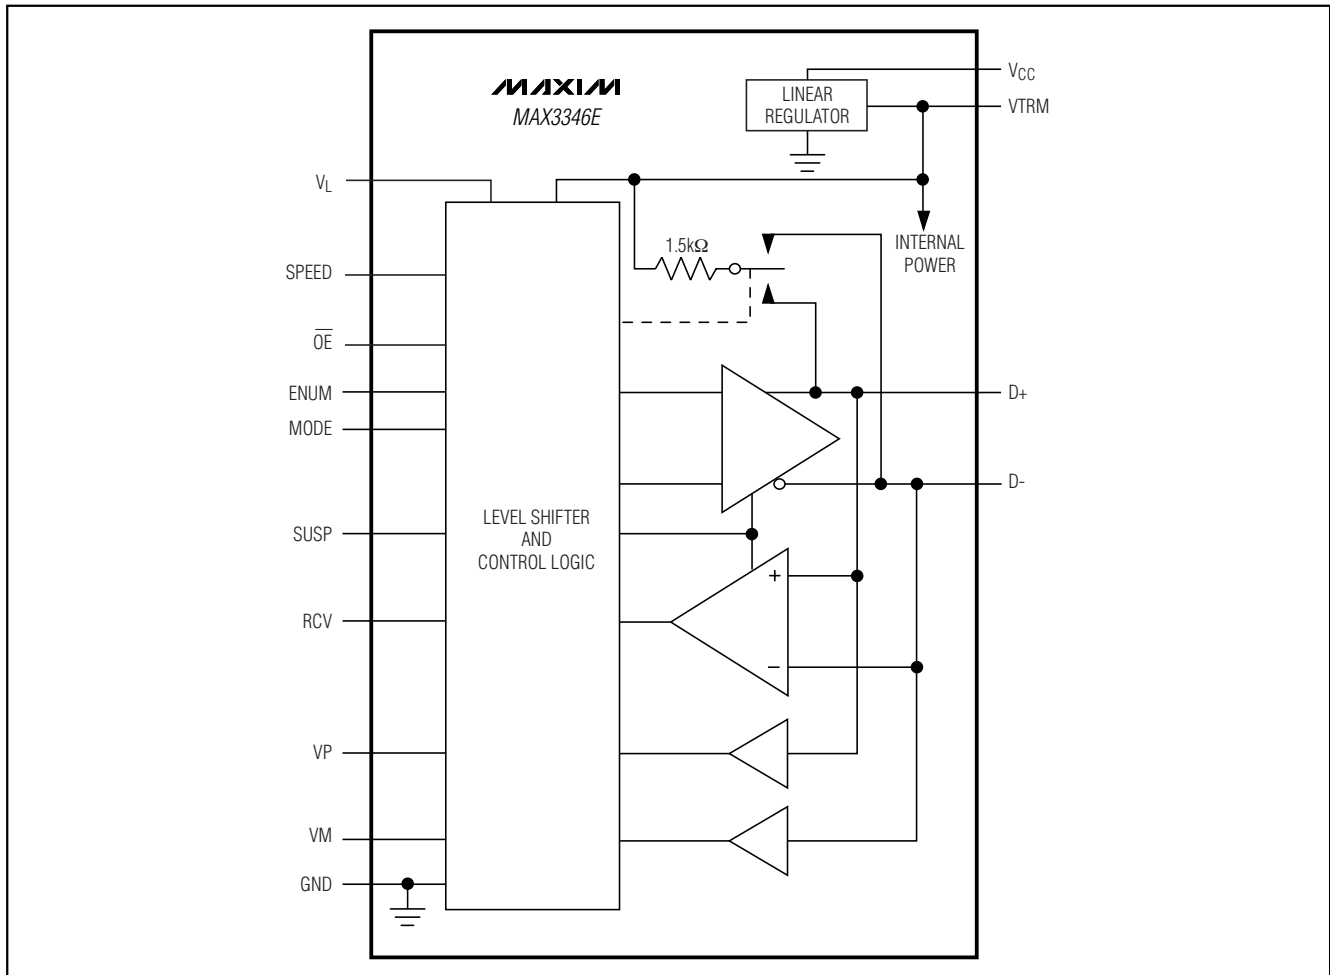 MAXIM
MAX3346E
LINEAR
REGULATOR
VCC
VTRM
VL
INTERNAL
POWER
1.5kΩ
SPEED
OE
ENUM
MODE
D+
D-
SUSP
LEVEL SHIFTER
AND
CONTROL LOGIC
+
RCV
−
VP
VM
GND